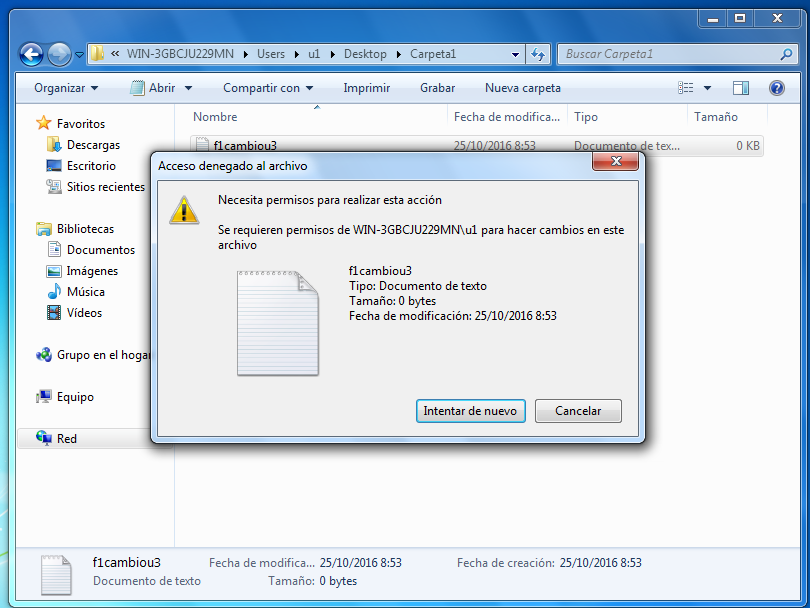 « WIN-3GBCJU229MN ▸ Users ▸ u1 ▸ Desktop ▸ Carpeta1
Buscar Carpeta1
Organizar Abrir Compartir con Imprimir Grabar Nueva carpeta
Nombre Fecha de modifica... Tipo Tamaño
f1cambiou3 25/10/2016 8:53 Documento de tex... 0 KB
Favoritos
Descargas
Escritorio
Sitios recientes
Bibliotecas
Documentos
Imágenes
Música
Vídeos
Grupo en el hogar
Equipo
Red
Acceso denegado al archivo
Necesita permisos para realizar esta acción
Se requieren permisos de WIN-3GBCJU229MN\u1 para hacer cambios en este
archivo
f1cambiou3
Tipo: Documento de texto
Tamaño: 0 bytes
Fecha de modificación: 25/10/2016 8:53
Intentar de nuevo Cancelar
f1cambiou3 Fecha de modifica... 25/10/2016 8:53 Fecha de creación: 25/10/2016 8:53
Documento de texto Tamaño: 0 bytes